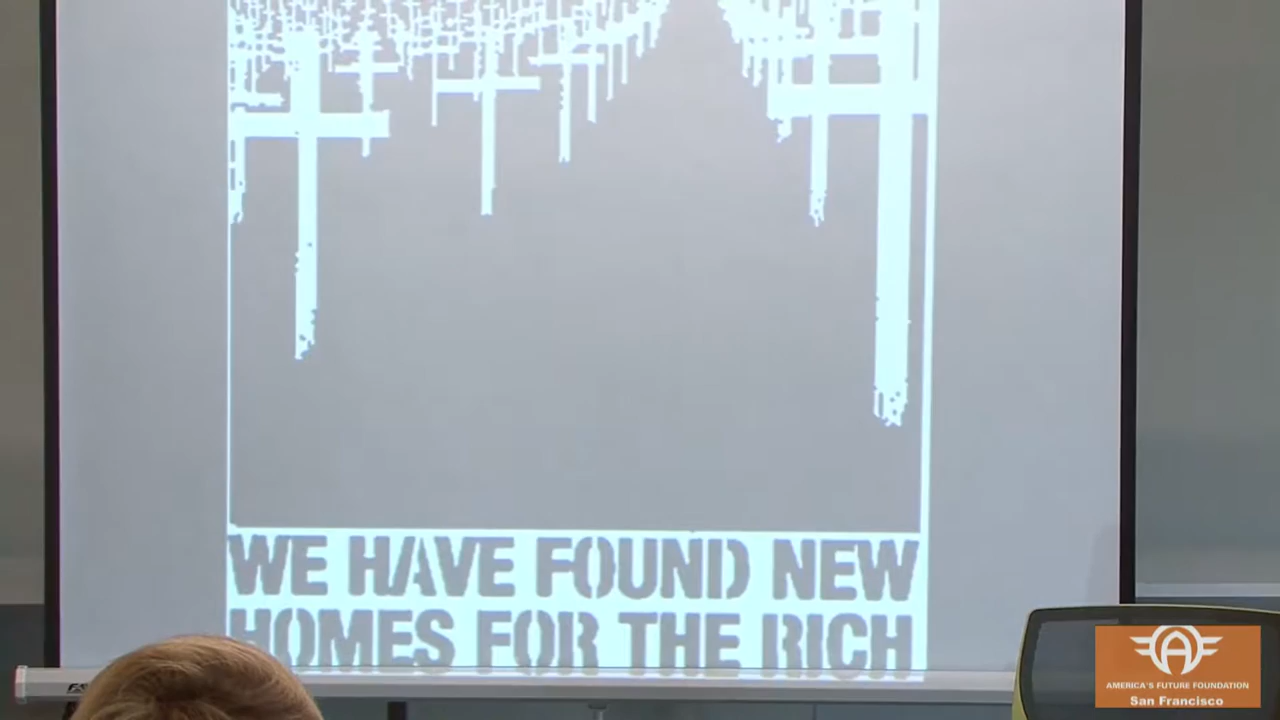 WE HAVE FOUND NEW
HOMES FOR THE RICH
AMERICA'S FUTURE FOUNDATION
San Francisco